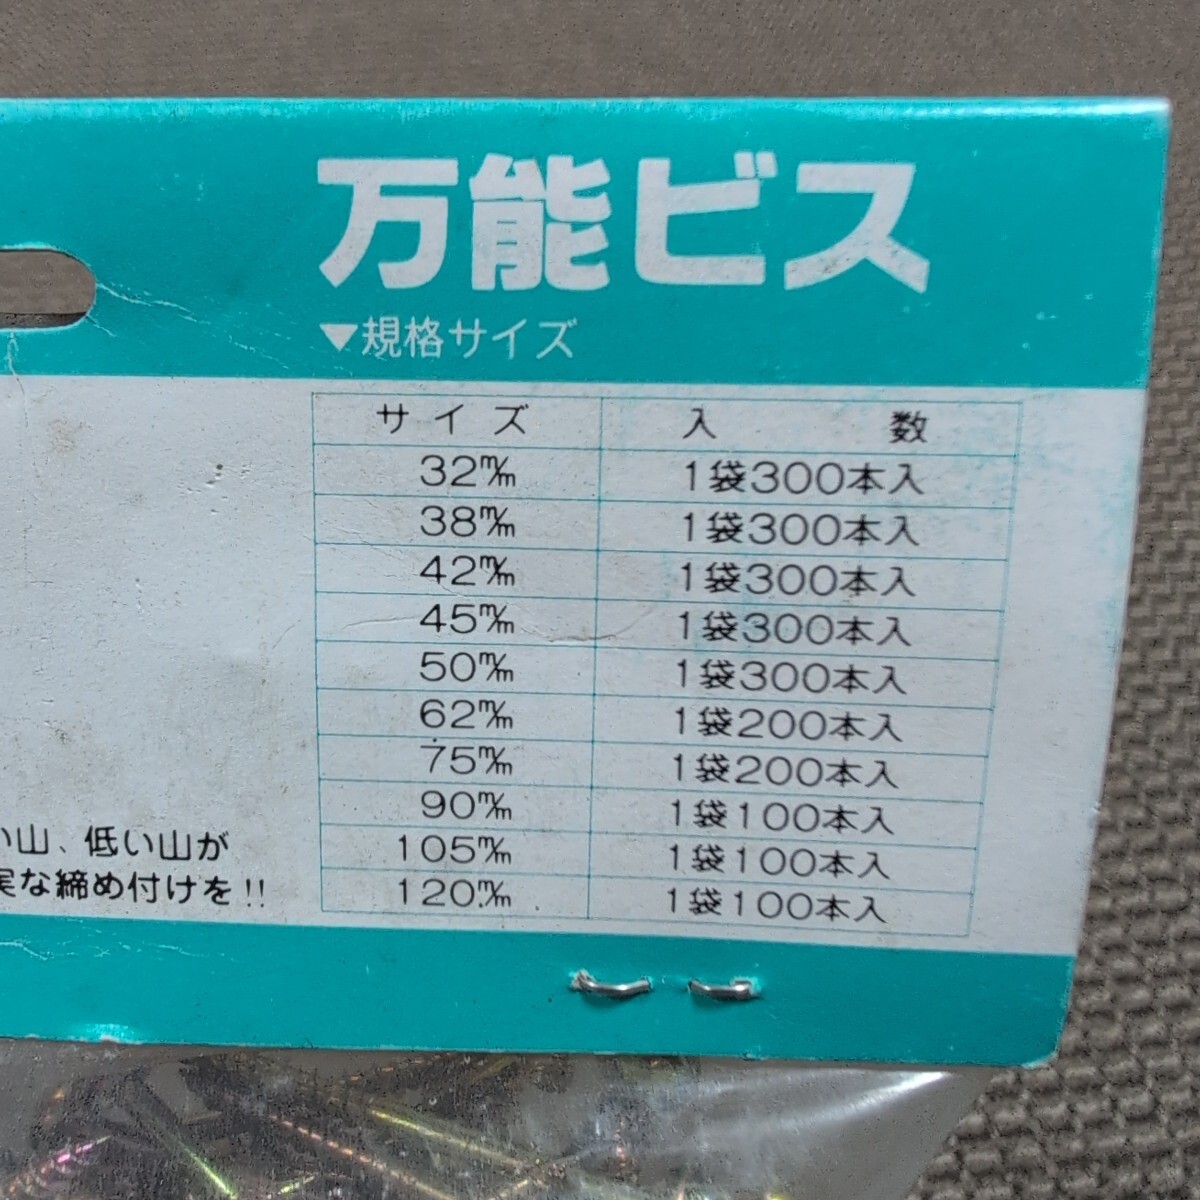 万能ビス
▼規格サイズ
サイズ 入数
32㎜ 1袋300本入
38㎜ 1袋300本入
42㎜ 1袋300本入
45㎜ 1袋300本入
50㎜ 1袋300本入
62㎜ 1袋200本入
75㎜ 1袋200本入
90㎜ 1袋100本入
105㎜ 1袋100本入
120㎜ 1袋100本入
い山、低い山が
実な締め付けを!!